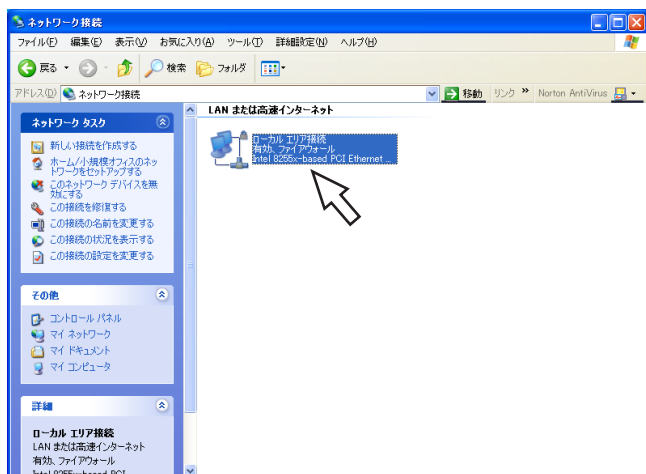 ネットワーク接続
ファイル(F) 編集(E) 表示(V) お気に入り(A) ツール(T) 詳細設定(N) ヘルプ(H)
戻る 検索 フォルダ
アドレス(D) ネットワーク接続 移動 リンク » Norton AntiVirus
LAN または高速インターネット
ローカル エリア接続
有効, ファイアウォール
Intel 8255x-based PCI Ethernet ...
ネットワーク タスク
新しい接続を作成する
ホーム/小規模オフィスのネッ
トワークをセットアップする
このネットワーク デバイスを無
効にする
この接続を修復する
この接続の名前を変更する
この接続の状況を表示する
この接続の設定を変更する
その他
コントロール パネル
マイ ネットワーク
マイ ドキュメント
マイ コンピュータ
詳細
ローカル エリア接続
LAN または高速インターネット
有効, ファイアウォール
Intel 8255x-based PCI